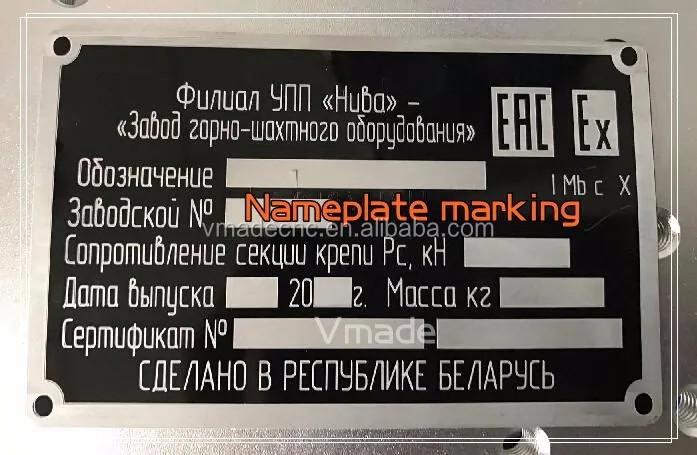 Филиал УПП «Нива» –
«Завод горно-шахтного оборудования»
EAC Ex
Обозначение
I Mb c X
Заводской №
Nameplate marking
vmadecnc.en.alibaba.com
Сопротивление секции крепи Рс, кН
Дата выпуска 20 г. Масса кг
Сертификат №
Vmade
СДЕЛАНО В РЕСПУБЛИКЕ БЕЛАРУСЬ